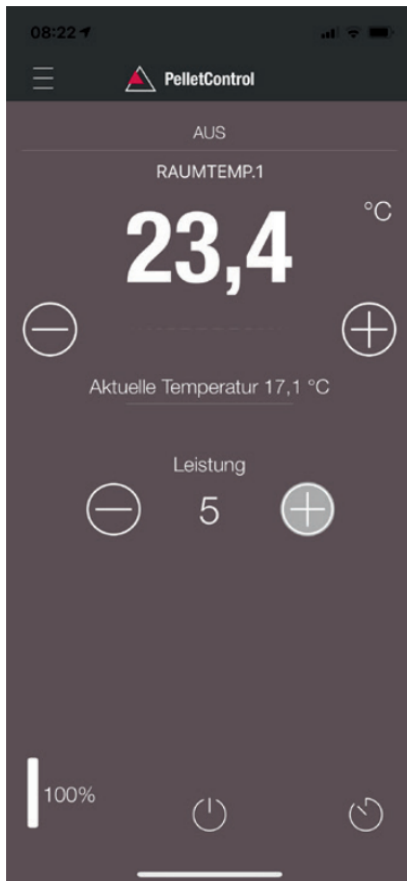 08:22
PelletControl
AUS
RAUMTEMP.1
°C
23,4
Aktuelle Temperatur 17,1 °C
Leistung
5
100%